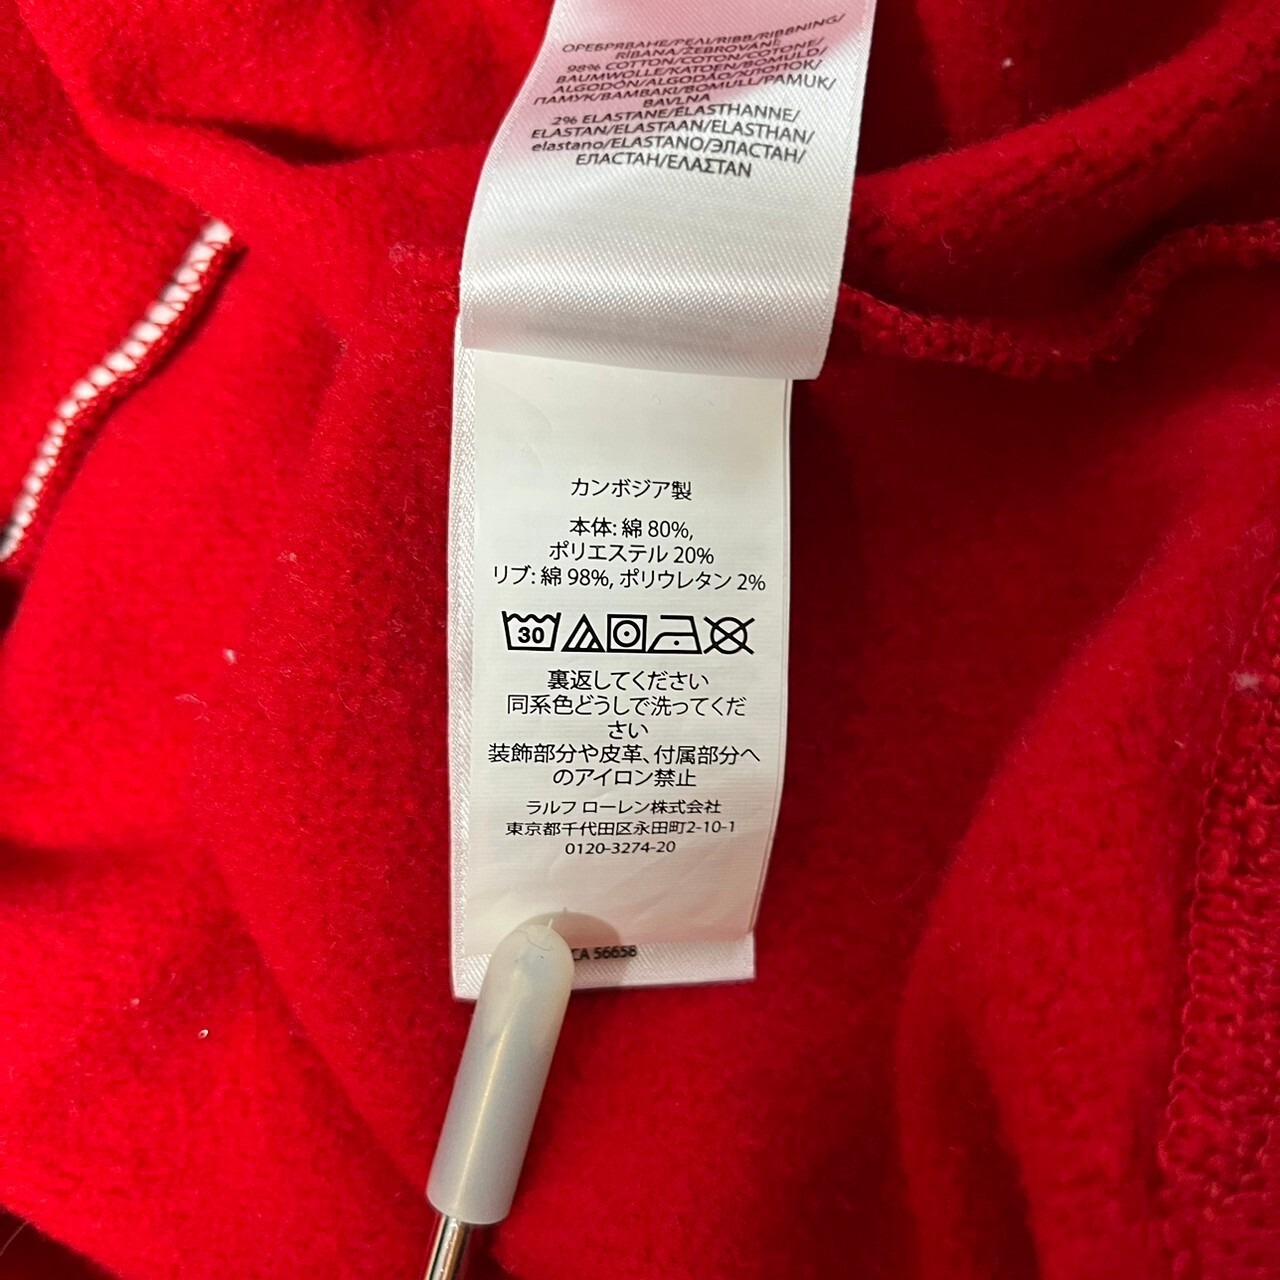 ОРЕБРЯВАНЕ/РЕЛІ/RIBB/RIBBNING/
RIBANA/ŽEBROVÁNÍ:
98% COTTON/COTON/COTONE/
BAUMWOLLE/KATOEN/BOMULD/
ALGODÓN/ALGODÃO/ХЛОПОК/
ПАМУК/ΒΑΜΒΑΚΙ/BOMULL/PAMUK/
BAVLNA
2% ELASTANE/ÉLASTHANNE/
ELASTAN/ELASTAAN/ELASTHAN/
elastano/ELASTANO/ЭЛАСТАН/
ЕЛАСТАН/ΕΛΑΣΤΑΝ
カンボジア製
本体: 綿 80%,
ポリエステル 20%
リブ: 綿 98%, ポリウレタン 2%
30
裏返してください
同系色どうしで洗ってくだ
さい
装飾部分や皮革、付属部分へ
のアイロン禁止
ラルフ ローレン株式会社
東京都千代田区永田町2-10-1
0120-3274-20
CA 56658